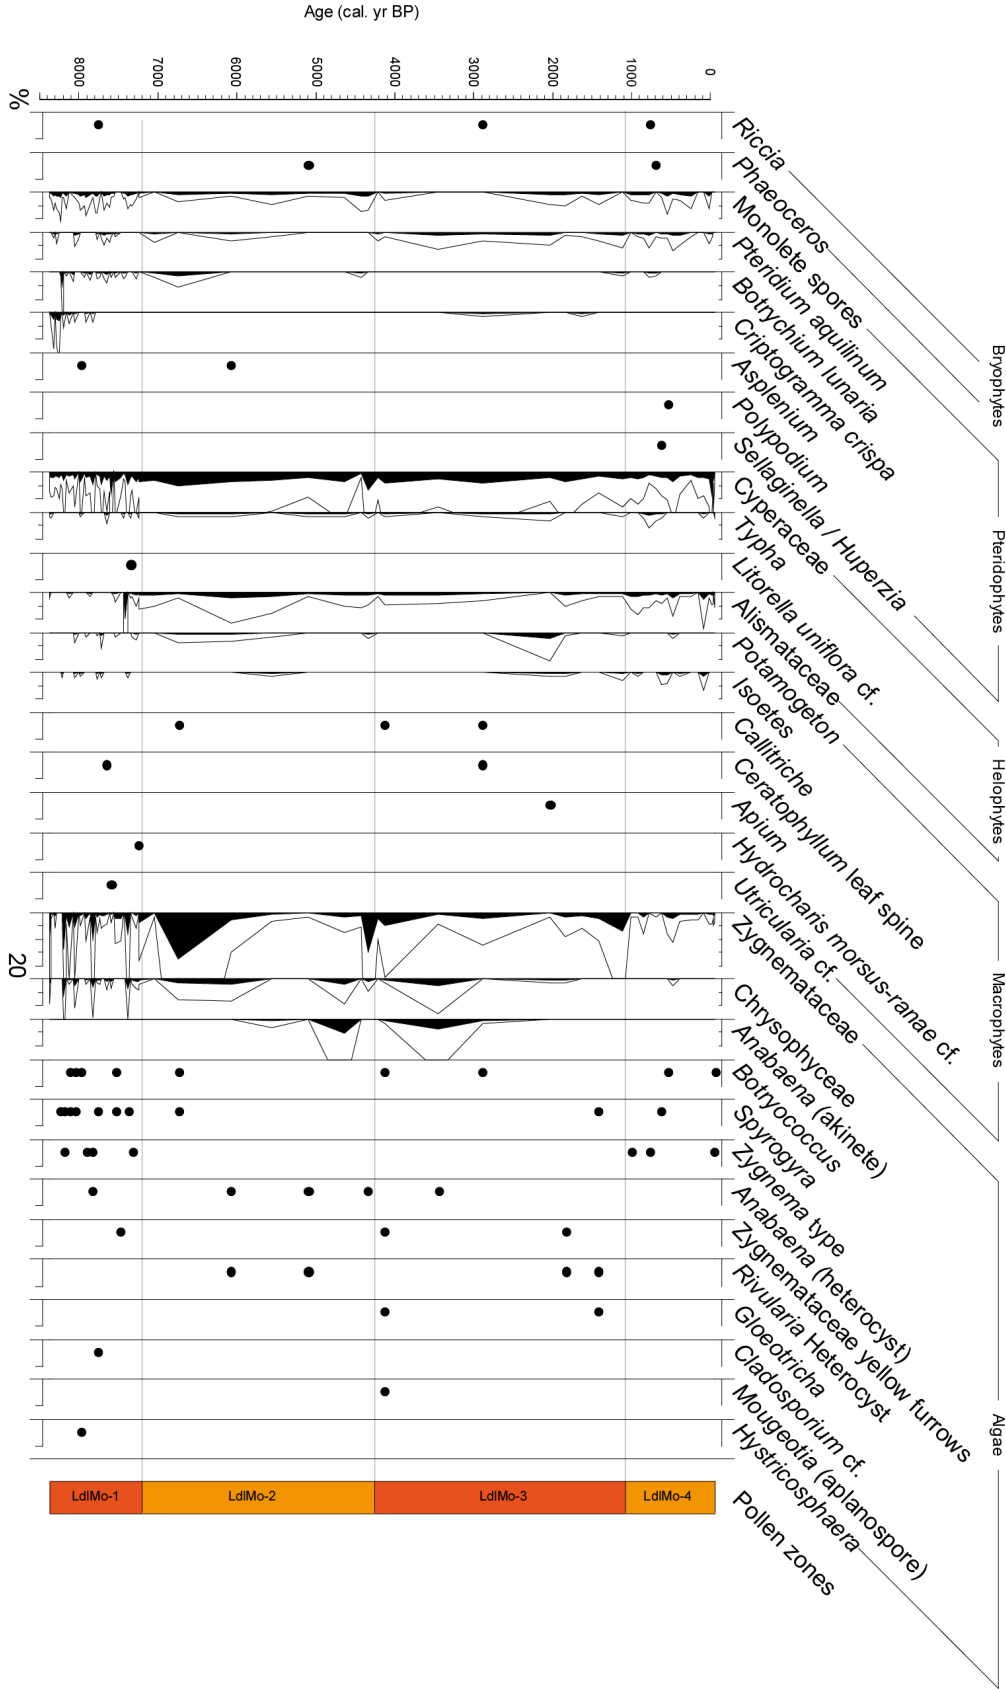 Age (cal. yr BP)
8000
7000
6000
5000
4000
3000
2000
1000
0
%
20
Riccia
Phaeoceros
Monolete spores
Pteridium aquilinum
Botrychium lunaria
Criptogramma crispa
Asplenium
Polypodium
Sellaginella / Huperzia
Cyperaceae
Typha
Litorella uniflora cf.
Alismataceae
Potamogeton
Isoetes
Callitriche
Ceratophyllum leaf spine
Apium
Hydrocharis morsus-ranae cf.
Utricularia cf.
Zygnemataceae
Chrysophyceae
Anabaena (akinete)
Botryococcus
Spyrogyra
Zygnema type
Anabaena (heterocyst)
Zygnemataceae yellow furrows
Rivularia Heterocyst
Gloeotricha
Cladosporium cf.
Mougeotia (aplanospore)
Hystricosphaera
Pollen zones
Bryophytes
Pteridophytes
Helophytes
Macrophytes
Algae
LdlMo-1
LdlMo-2
LdlMo-3
LdlMo-4